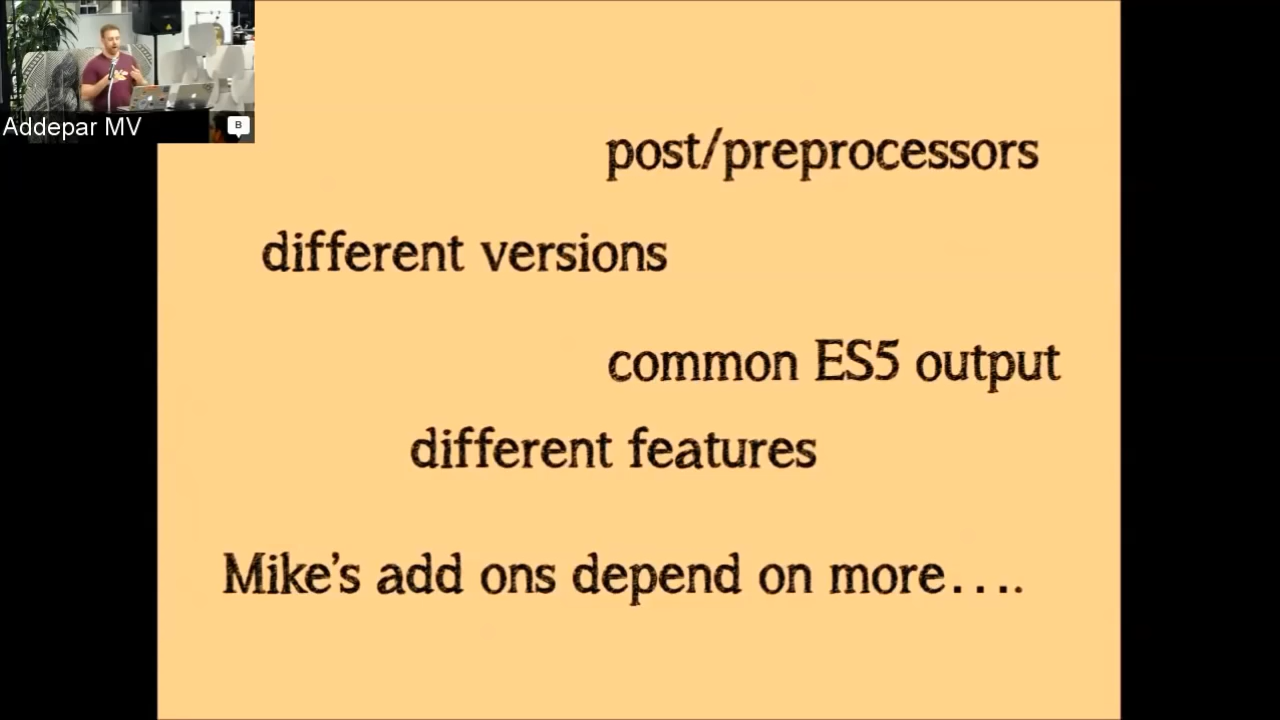 Addepar MV
B
post/preprocessors
different versions
common ES5 output
different features
Mike's add ons depend on more....